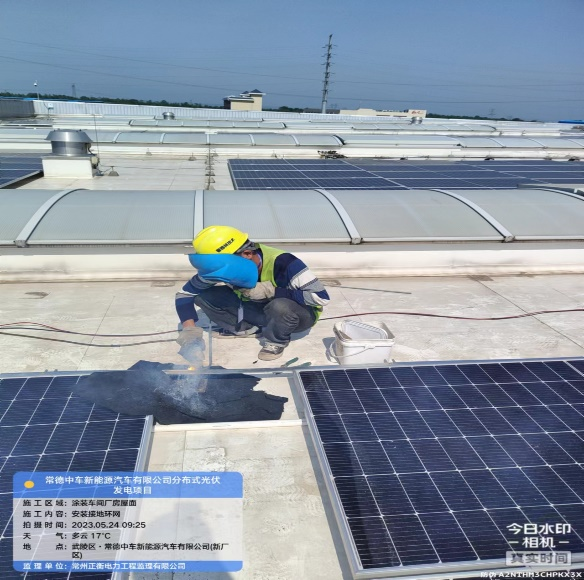 常德中车新能源汽车有限公司分布式光伏
发电项目
施工区域：涂装车间厂房屋面
施工内容：安装接地环网
拍摄时间：2023.05.24 09:25
天　气：多云 17℃
地　点：武陵区·常德中车新能源汽车有限公司(新厂
区)
监理单位：常州正衡电力工程监理有限公司
今日水印
相机
真实时间
防伪 A2NIHH3CHPKX3X